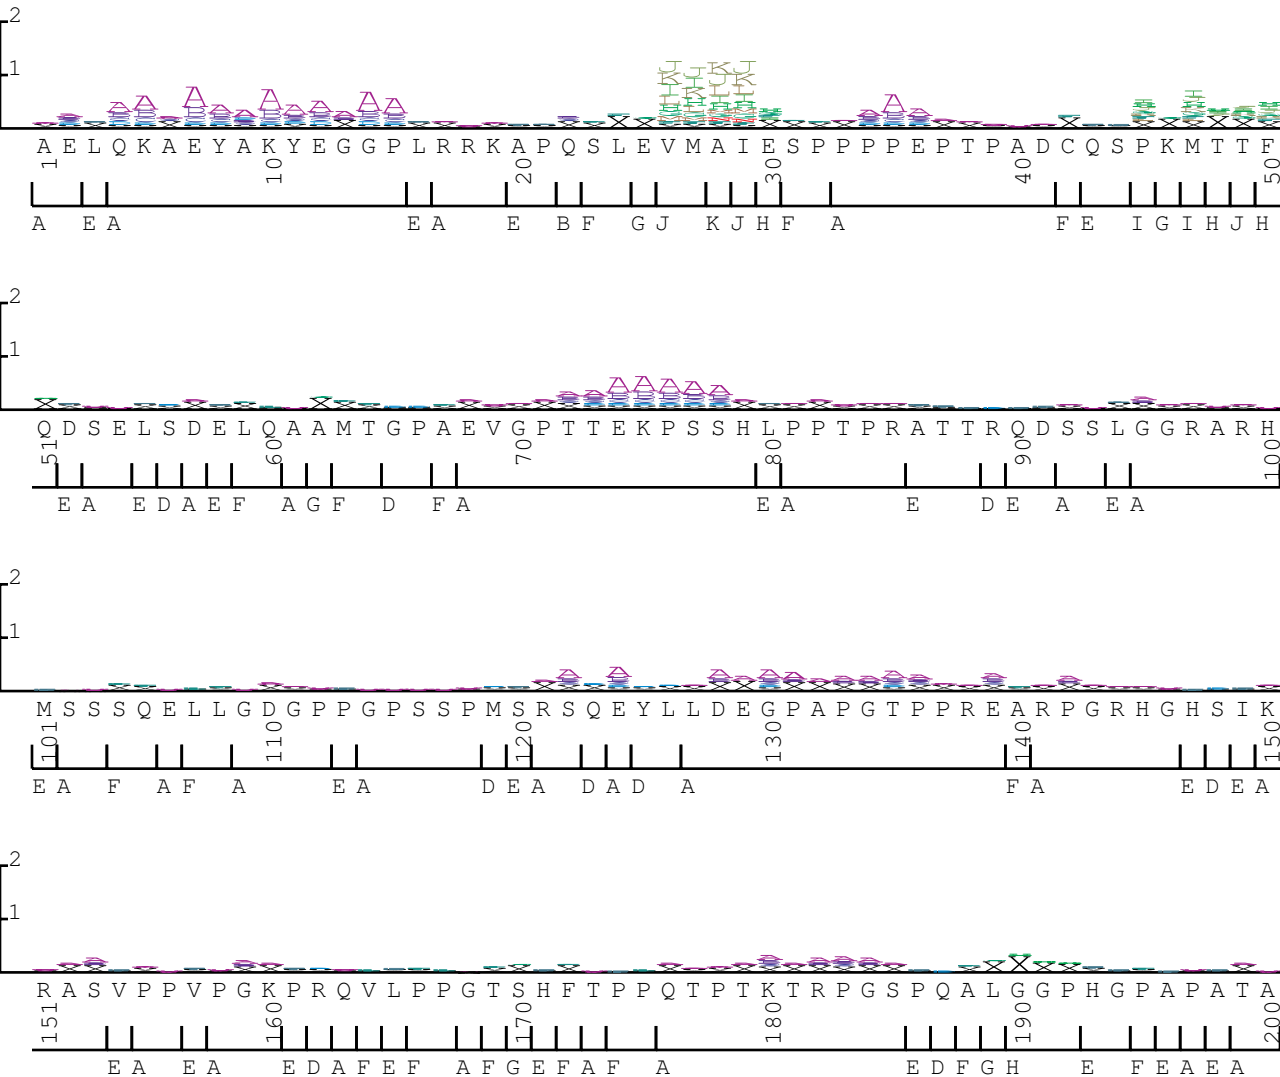 2
1
A E L Q K A E Y A K Y E G G P L R R K A P Q S L E V M A I E S P P P P E P T P A D C Q S P K M T T F
1 10 20 30 40 50
A E A E A E B F G J K J H F A F E I G I H J H
2
1
Q D S E L S D E L Q A A M T G P A E V G P T T E K P S S H L P P T P R A T T R Q D S S L G G R A R H
51 60 70 80 90 100
E A E D A E F A G F D F A E A E D E A E A
2
1
M S S S Q E L L G D G P P G P S S P M S R S Q E Y L L D E G P A P G T P P R E A R P G R H G H S I K
101 110 120 130 140 150
E A F A F A E A D E A D A D A F A E D E A
2
1
R A S V P P V P G K P R Q V L P P G T S H F T P P Q T P T K T R P G S P Q A L G G P H G P A P A T A
151 160 170 180 190 200
E A E A E D A F E F A F G E F A F A E D F G H E F E A E A